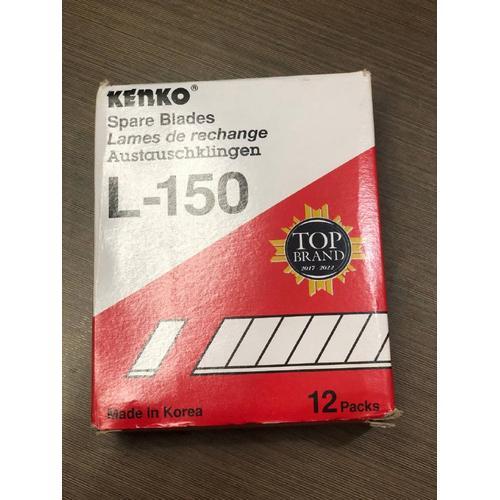 KENKO®
Spare Blades
Lames de rechange
Austauschklingen
L-150
TOP
BRAND
2017 - 2022
Made In Korea
12 Packs